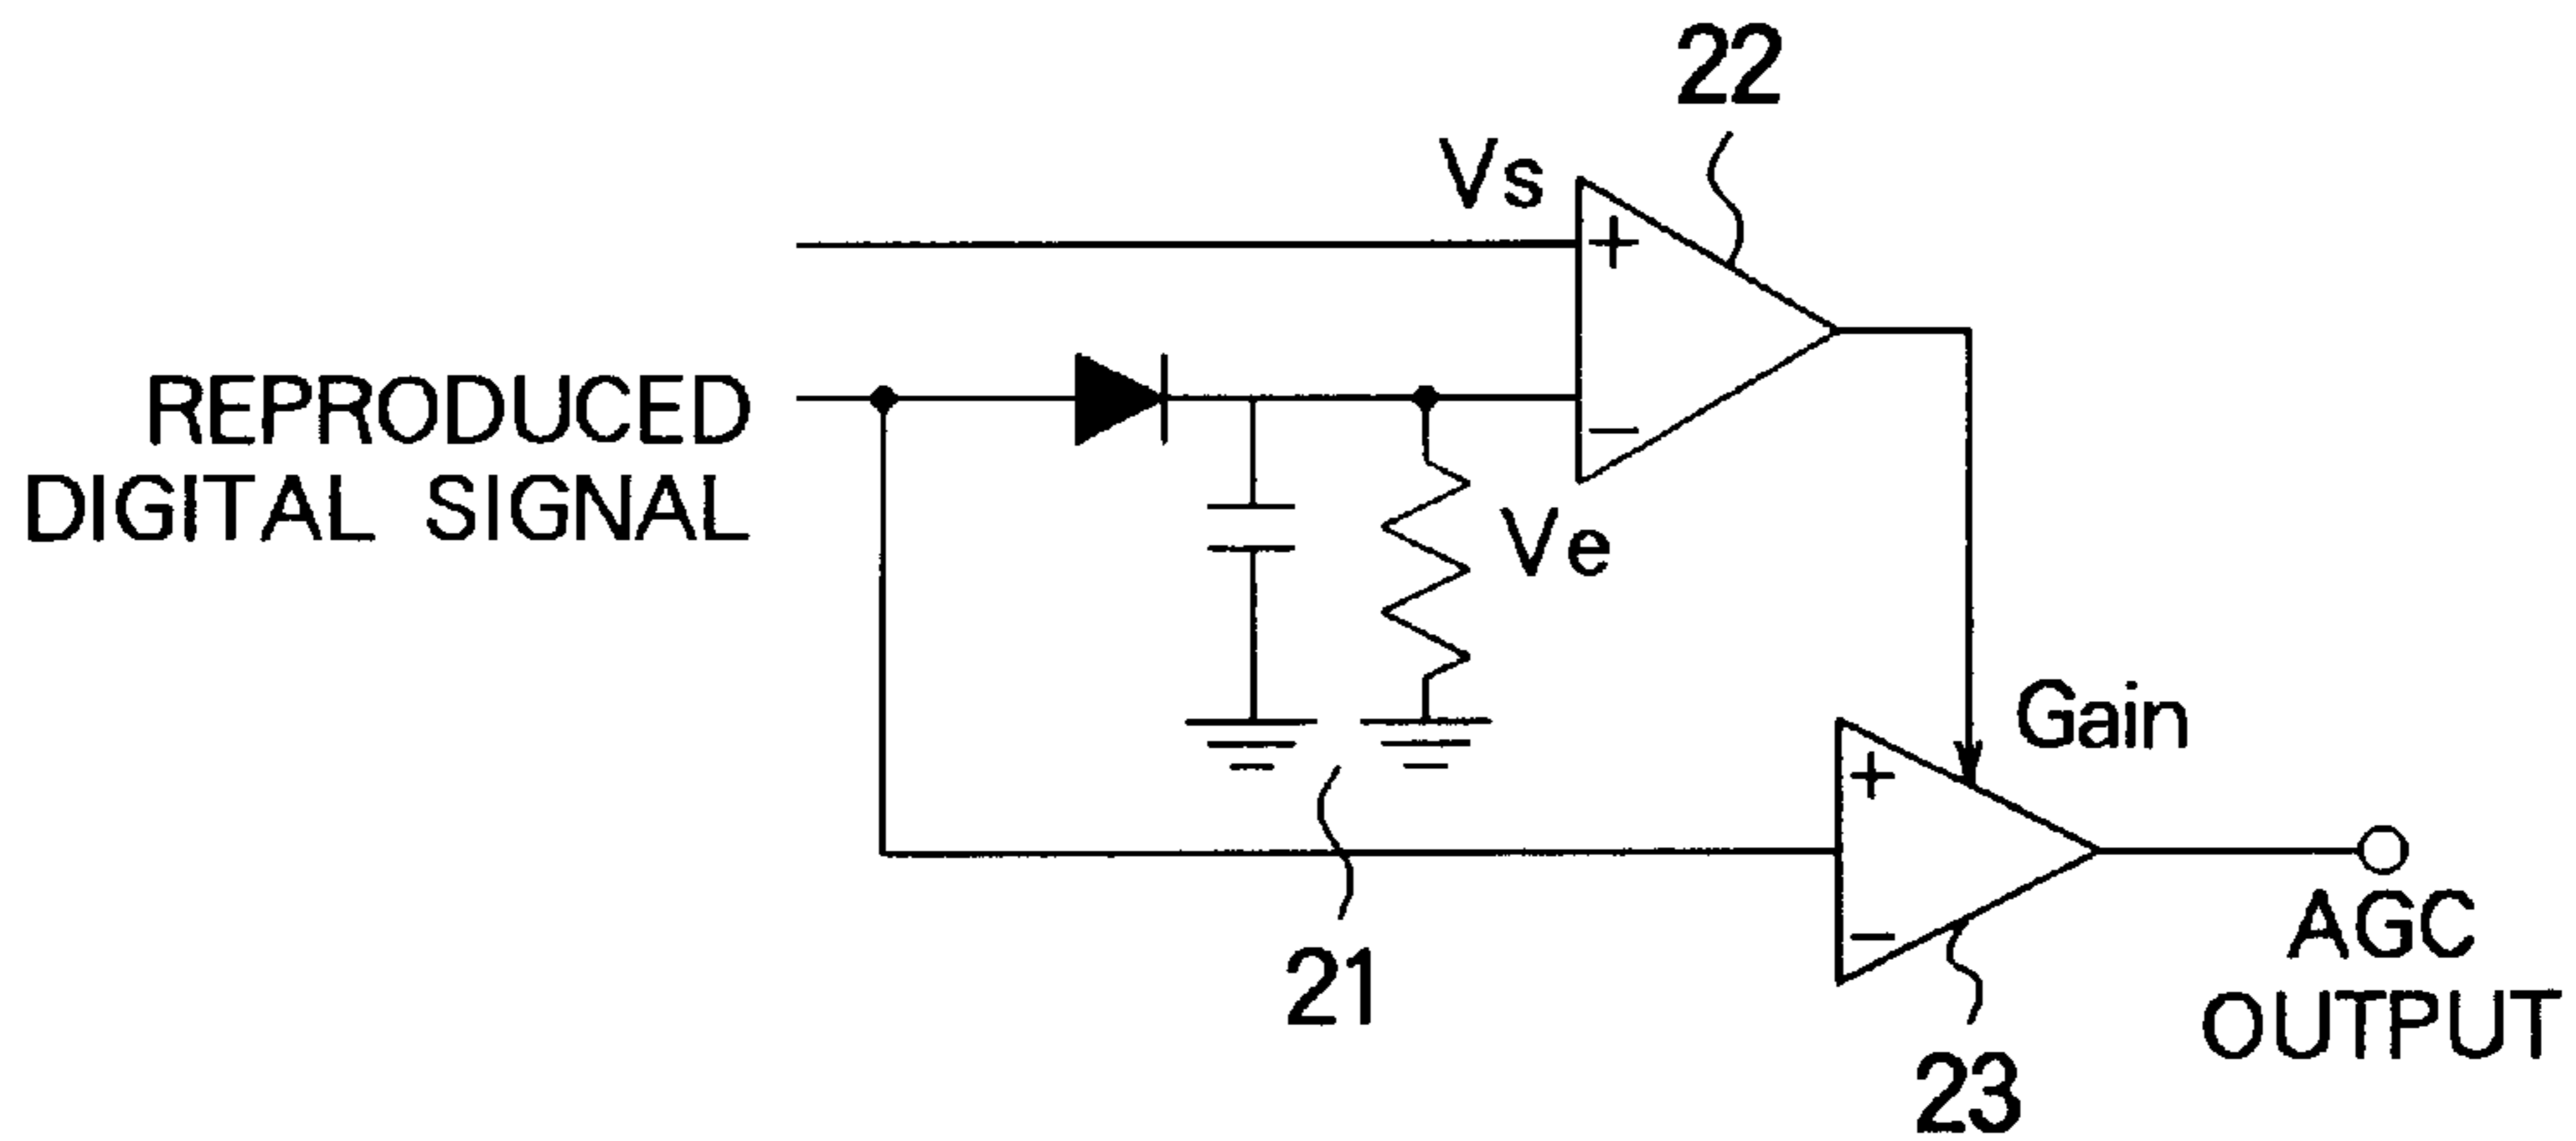 22
Vs
+
REPRODUCED
DIGITAL SIGNAL
−
Ve
Gain
+
21
−
AGC
OUTPUT
23